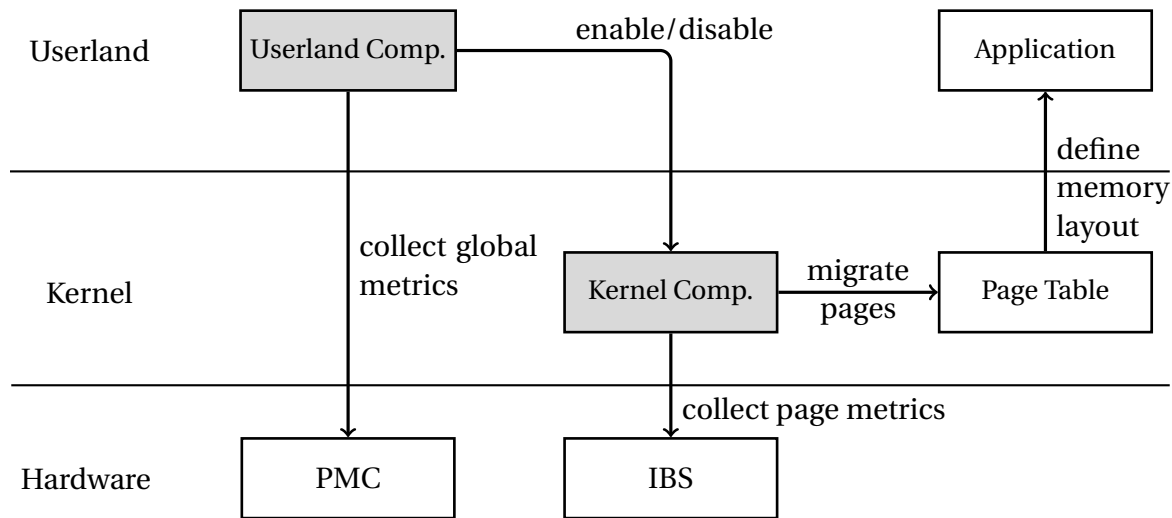 enable/disable
Userland
Userland Comp.
Application
define
memory
layout
collect global
metrics
Kernel
Kernel Comp.
migrate
pages
Page Table
collect page metrics
Hardware
PMC
IBS